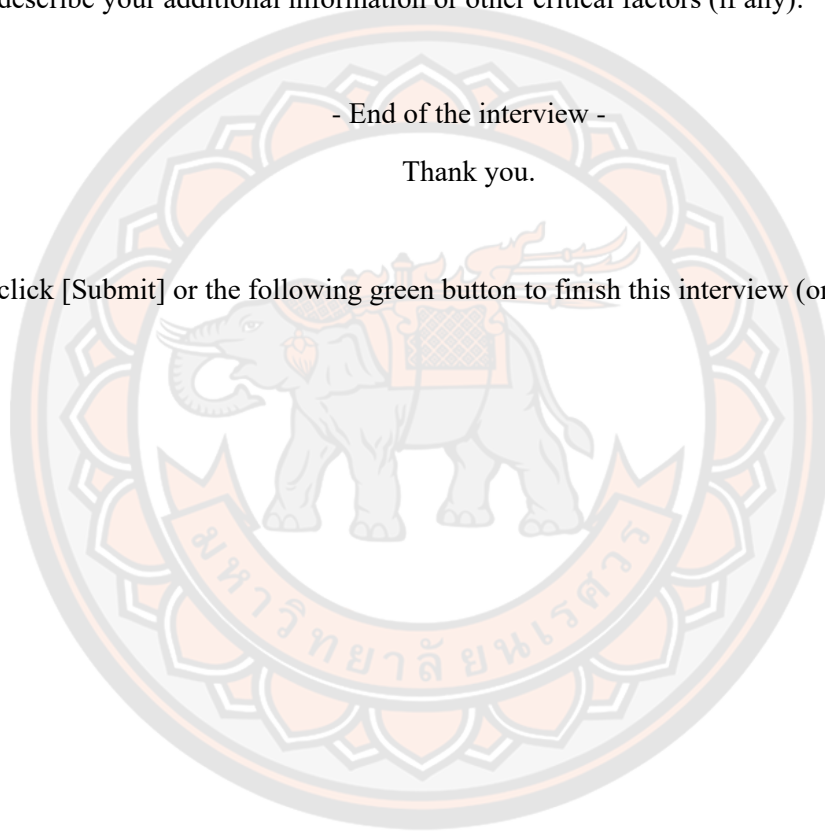 describe your additional information or other critical factors (if any).
- End of the interview -
Thank you.
click [Submit] or the following green button to finish this interview (or
มหาวิทยาลัยนเรศวร